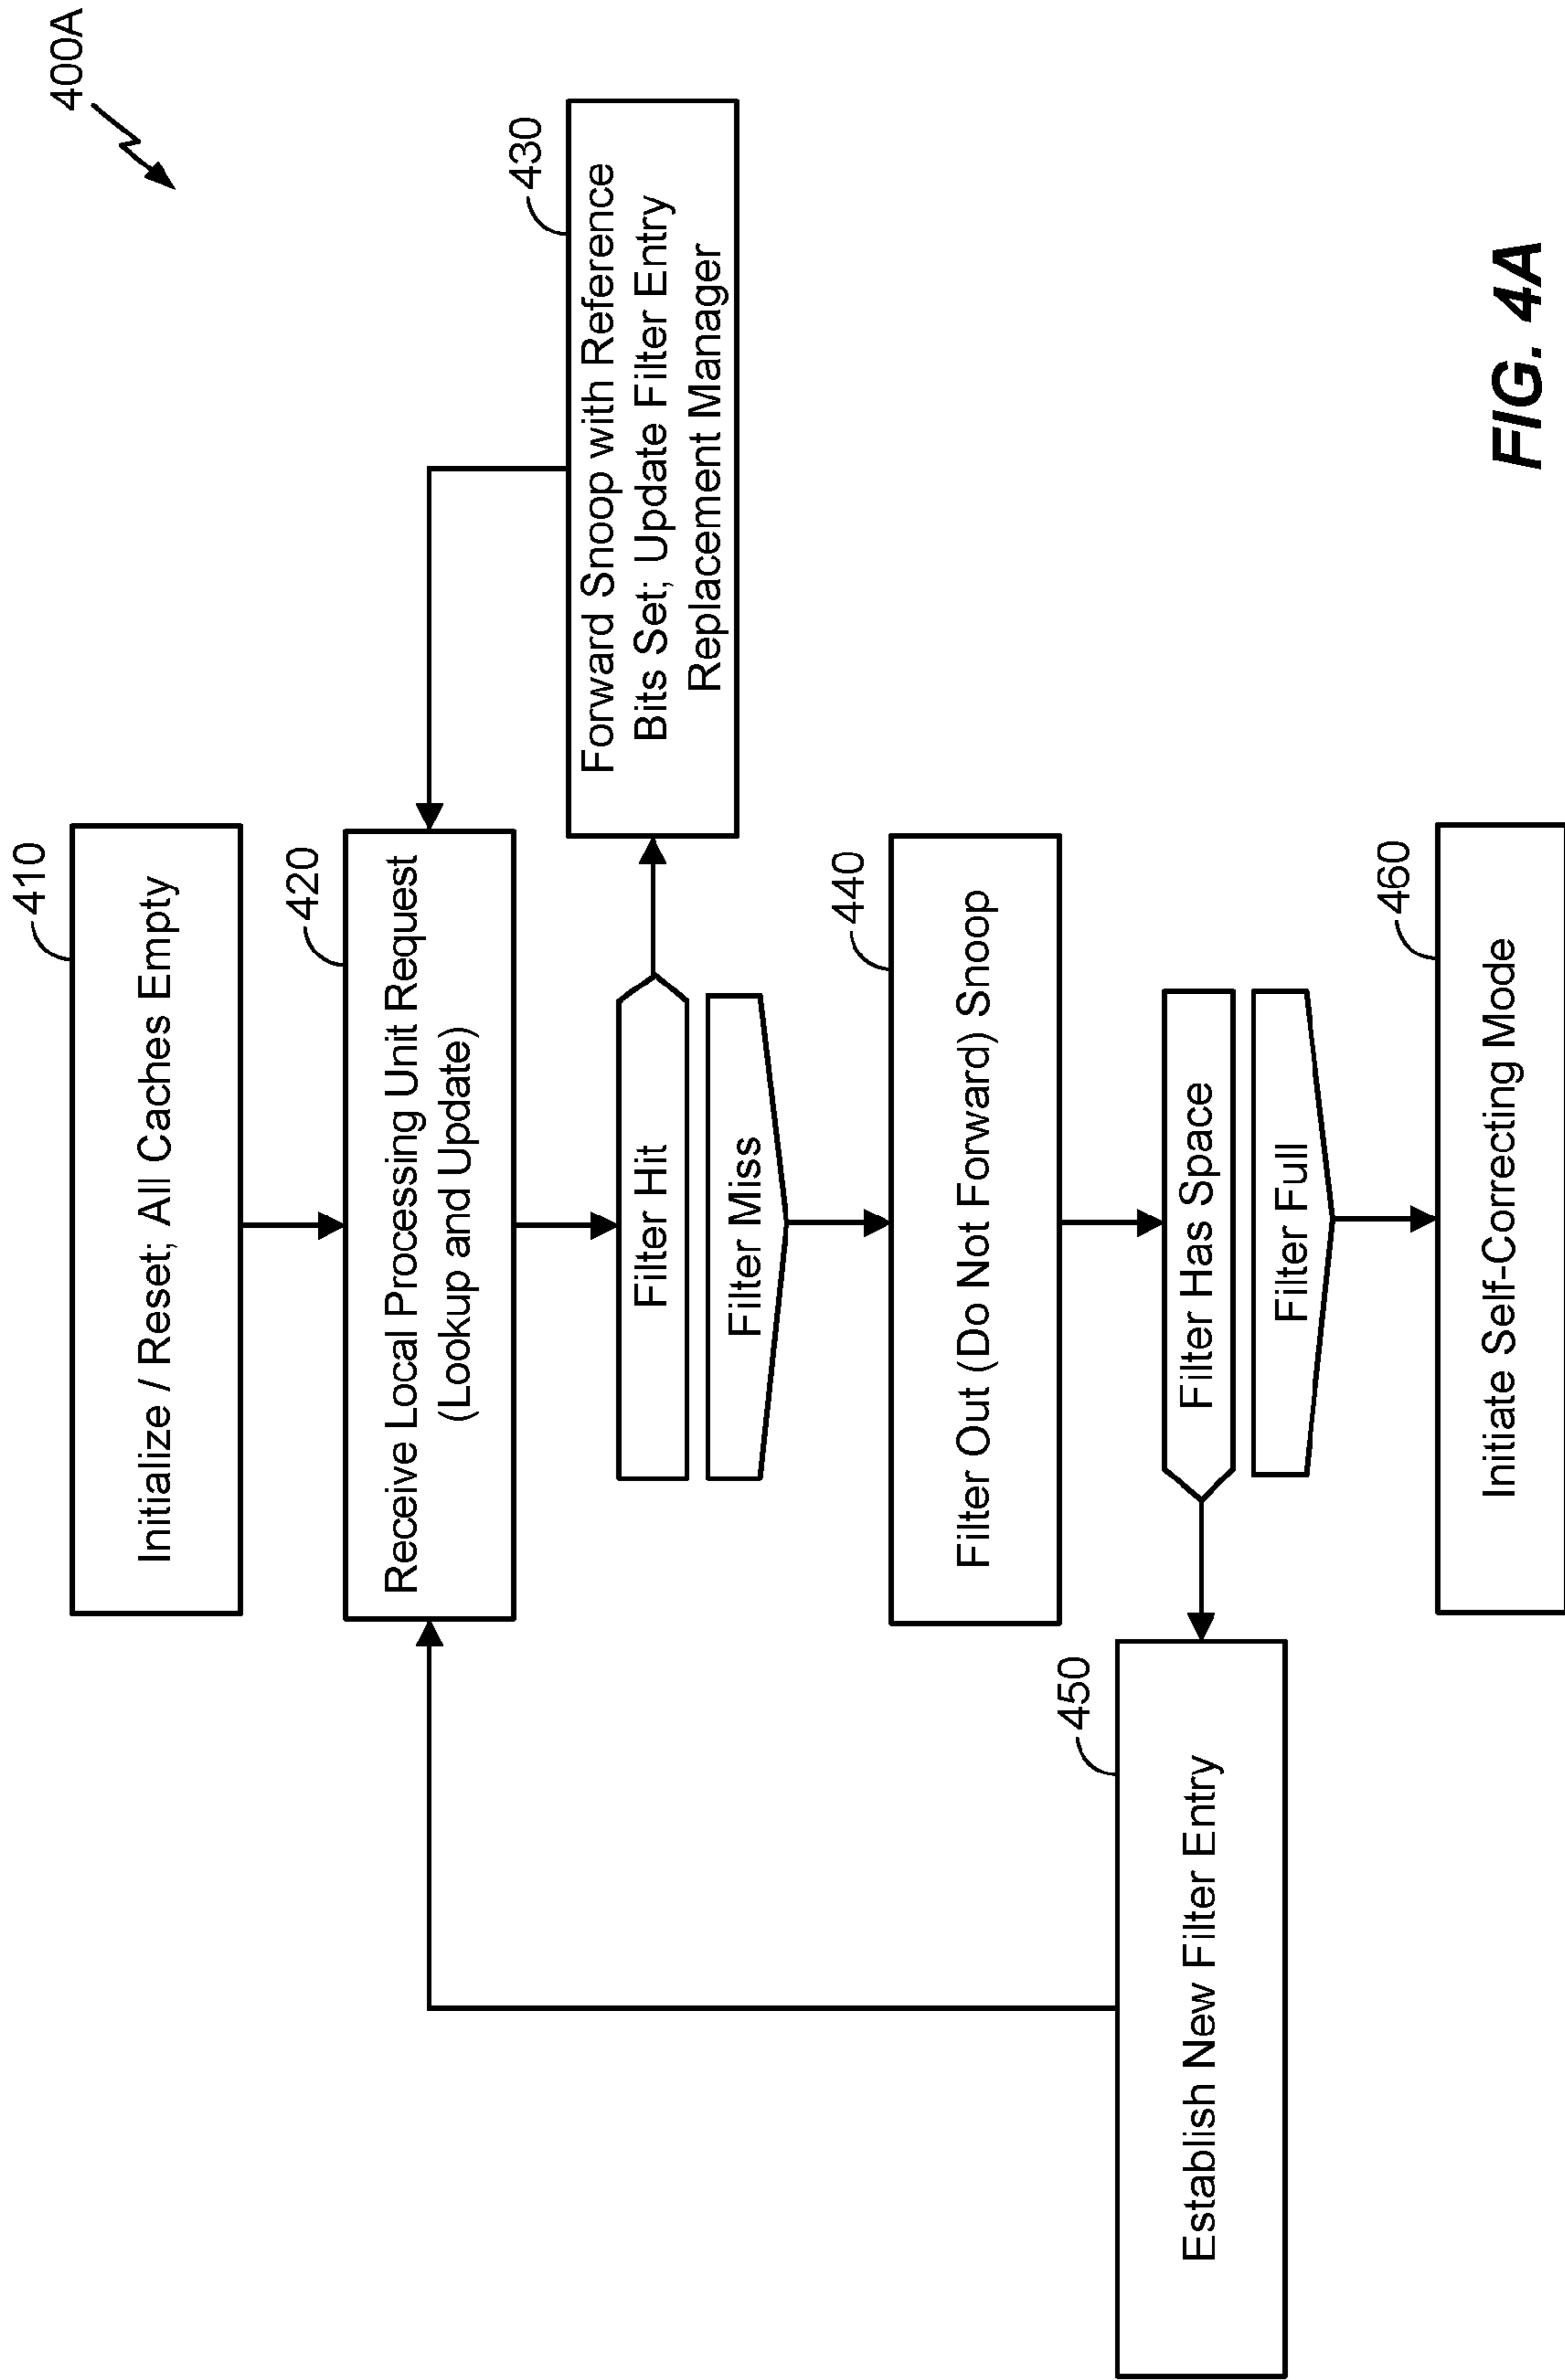 400A
410
Initialize / Reset; All Caches Empty
420
Receive Local Processing Unit Request
(Lookup and Update)
Filter Hit
430
Forward Snoop with Reference
Bits Set; Update Filter Entry
Replacement Manager
Filter Miss
440
Filter Out (Do Not Forward) Snoop
Filter Has Space
450
Establish New Filter Entry
Filter Full
460
Initiate Self-Correcting Mode
FIG. 4A